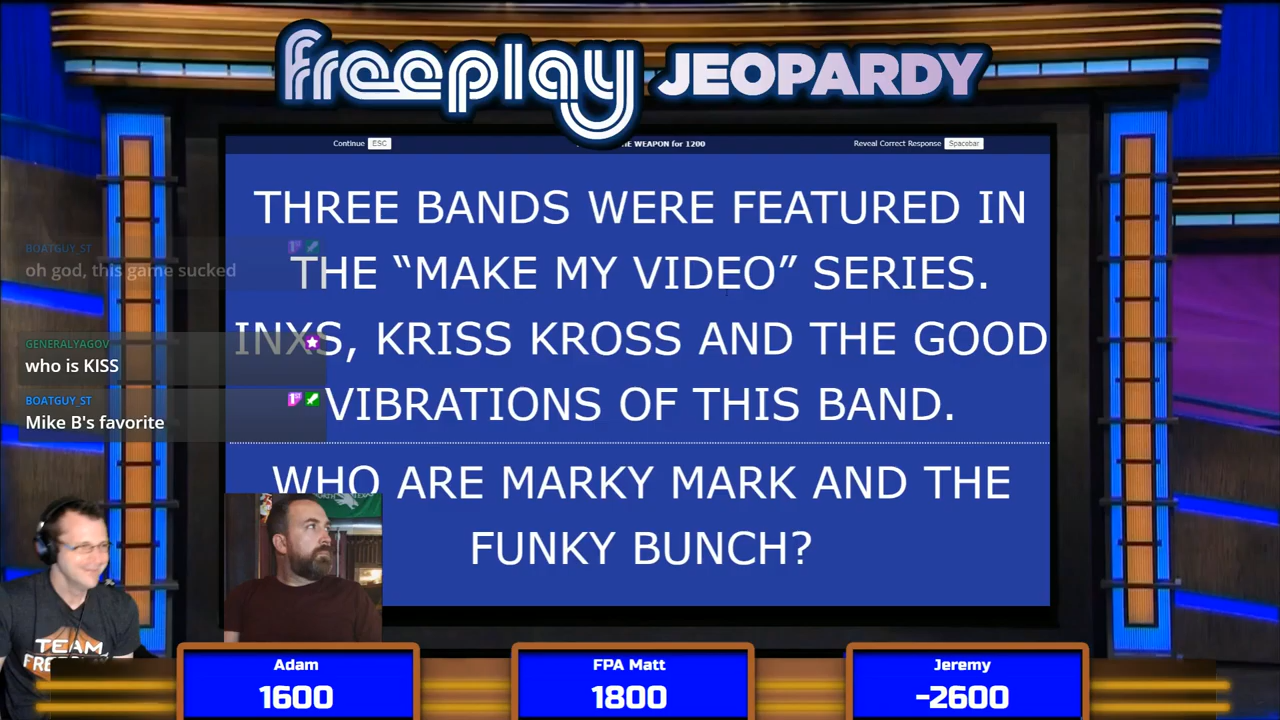 freeplay JEOPARDY
Continue ESC
THE WEAPON for 1200
Reveal Correct Response Spacebar
THREE BANDS WERE FEATURED IN
THE “MAKE MY VIDEO” SERIES.
INXS, KRISS KROSS AND THE GOOD
VIBRATIONS OF THIS BAND.
WHO ARE MARKY MARK AND THE
FUNKY BUNCH?
BOATGUY_ST
oh god, this game sucked
GENERALYAGOV
who is KISS
BOATGUY_ST
1st
Mike B's favorite
NORTH TEXAS
TEAM
Adam
1600
FPA Matt
1800
Jeremy
-2600